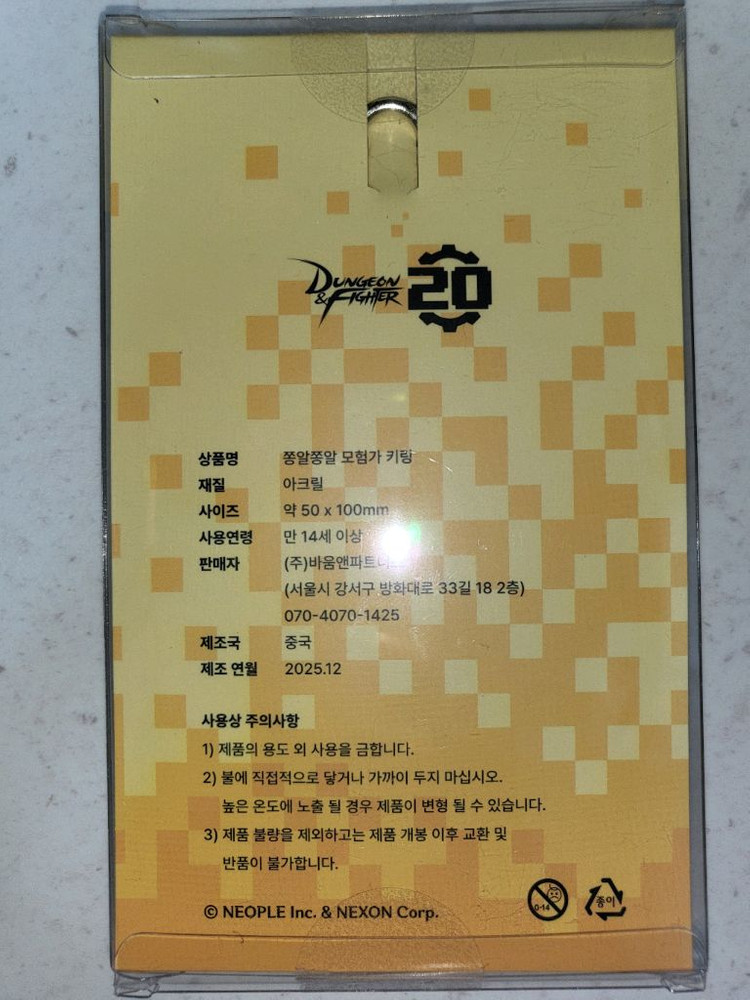 DUNGEON & FIGHTER 20
상품명 쫑알쫑알 모험가 키링
재질 아크릴
사이즈 약 50 x 100mm
사용연령 만 14세 이상
판매자 (주)바움앤파트너
(서울시 강서구 방화대로 33길 18 2층)
070-4070-1425
제조국 중국
제조 연월 2025.12
사용상 주의사항
1) 제품의 용도 외 사용을 금합니다.
2) 불에 직접적으로 닿거나 가까이 두지 마십시오.
높은 온도에 노출 될 경우 제품이 변형 될 수 있습니다.
3) 제품 불량을 제외하고는 제품 개봉 이후 교환 및
반품이 불가합니다.
© NEOPLE Inc. & NEXON Corp.
0-14 종이